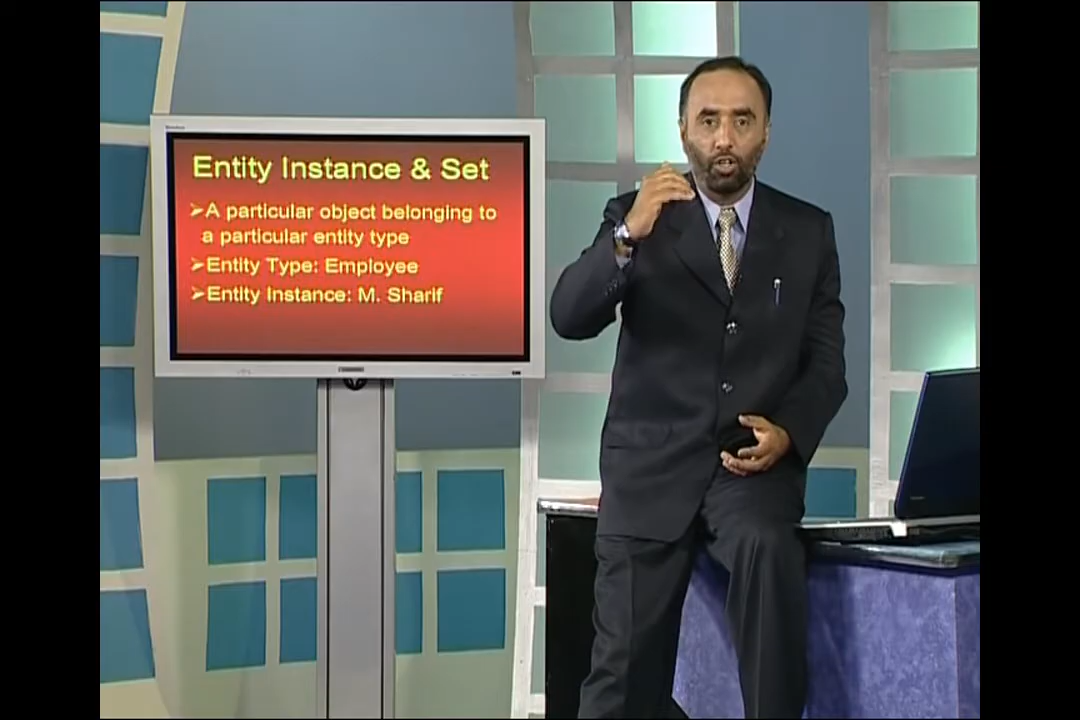 Entity Instance & Set
➢A particular object belonging to
a particular entity type
➢Entity Type: Employee
➢Entity Instance: M. Sharif